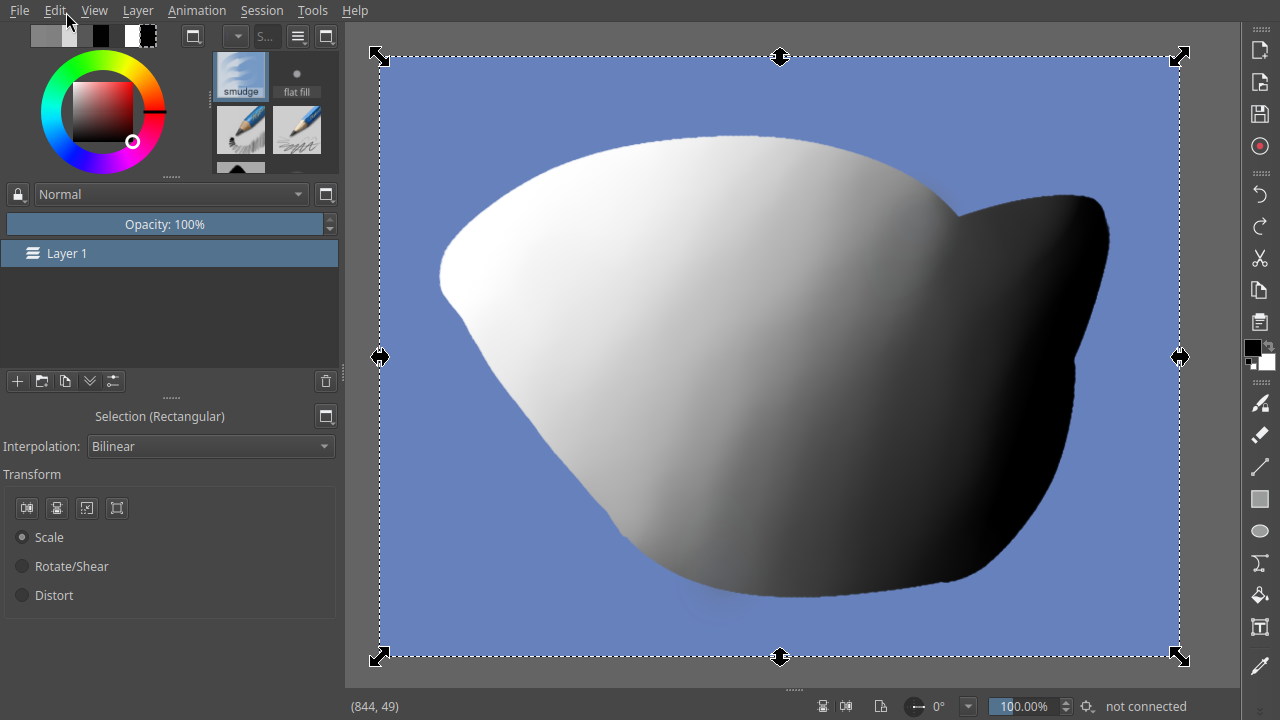 File Edit View Layer Animation Session Tools Help
S...
smudge
flat fill
Normal
Opacity: 100%
Layer 1
Selection (Rectangular)
Interpolation: Bilinear
Transform
Scale
Rotate/Shear
Distort
(844, 49)
0°
100.00%
not connected